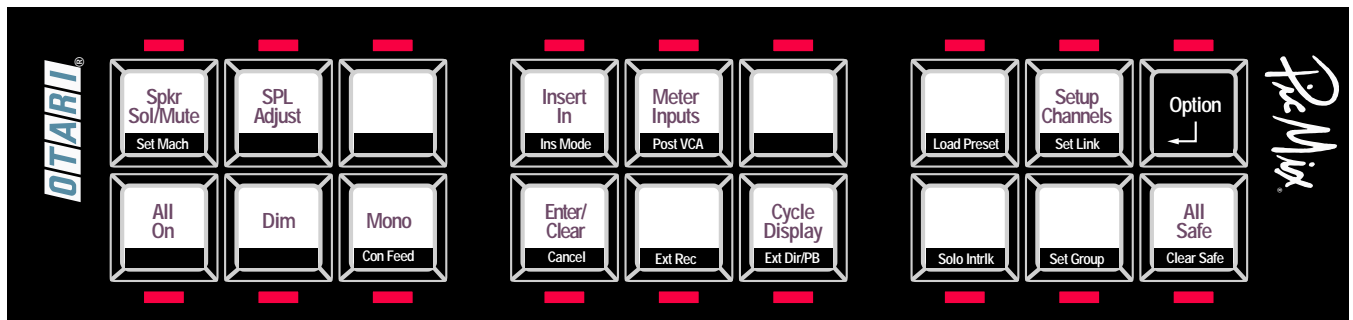 OTARI®
Spkr
Sol/Mute
Set Mach
SPL
Adjust
Insert
In
Ins Mode
Meter
Inputs
Post VCA
Load Preset
Setup
Channels
Set Link
Option
PicMix
All
On
Dim
Mono
Con Feed
Enter/
Clear
Cancel
Ext Rec
Cycle
Display
Ext Dir/PB
Solo Intrlk
Set Group
All
Safe
Clear Safe